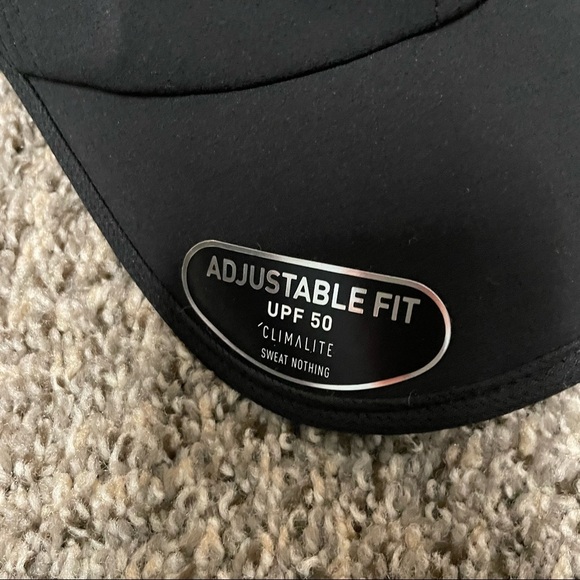 ADJUSTABLE FIT
UPF 50
CLIMALITE
SWEAT NOTHING